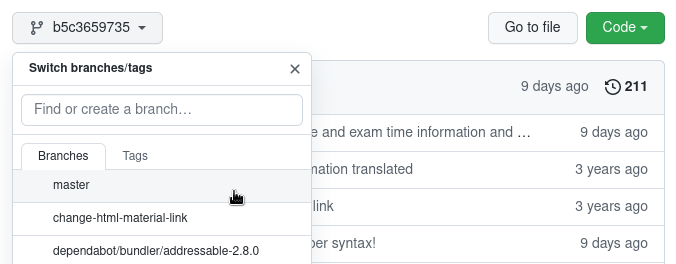 b5c3659735
Go to file
Code
Switch branches/tags
9 days ago
211
Find or create a branch...
e and exam time information and ...
9 days ago
Branches
Tags
mation translated
3 years ago
master
link
3 years ago
change-html-material-link
per syntax!
9 days ago
dependabot/bundler/addressable-2.8.0